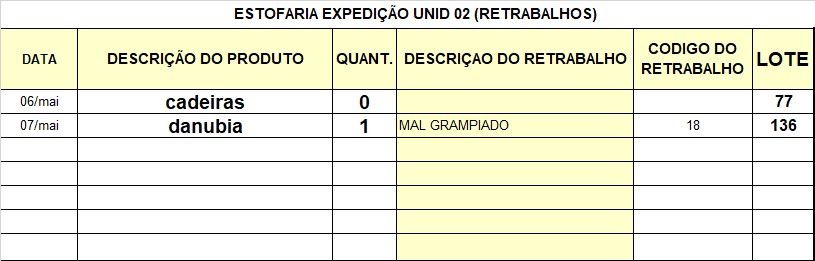 ESTOFARIA EXPEDIÇÃO UNID 02 (RETRABALHOS)
DATA DESCRIÇÃO DO PRODUTO QUANT. DESCRIÇAO DO RETRABALHO CODIGO DO RETRABALHO LOTE
06/mai cadeiras 0 77
07/mai danubia 1 MAL GRAMPIADO 18 136